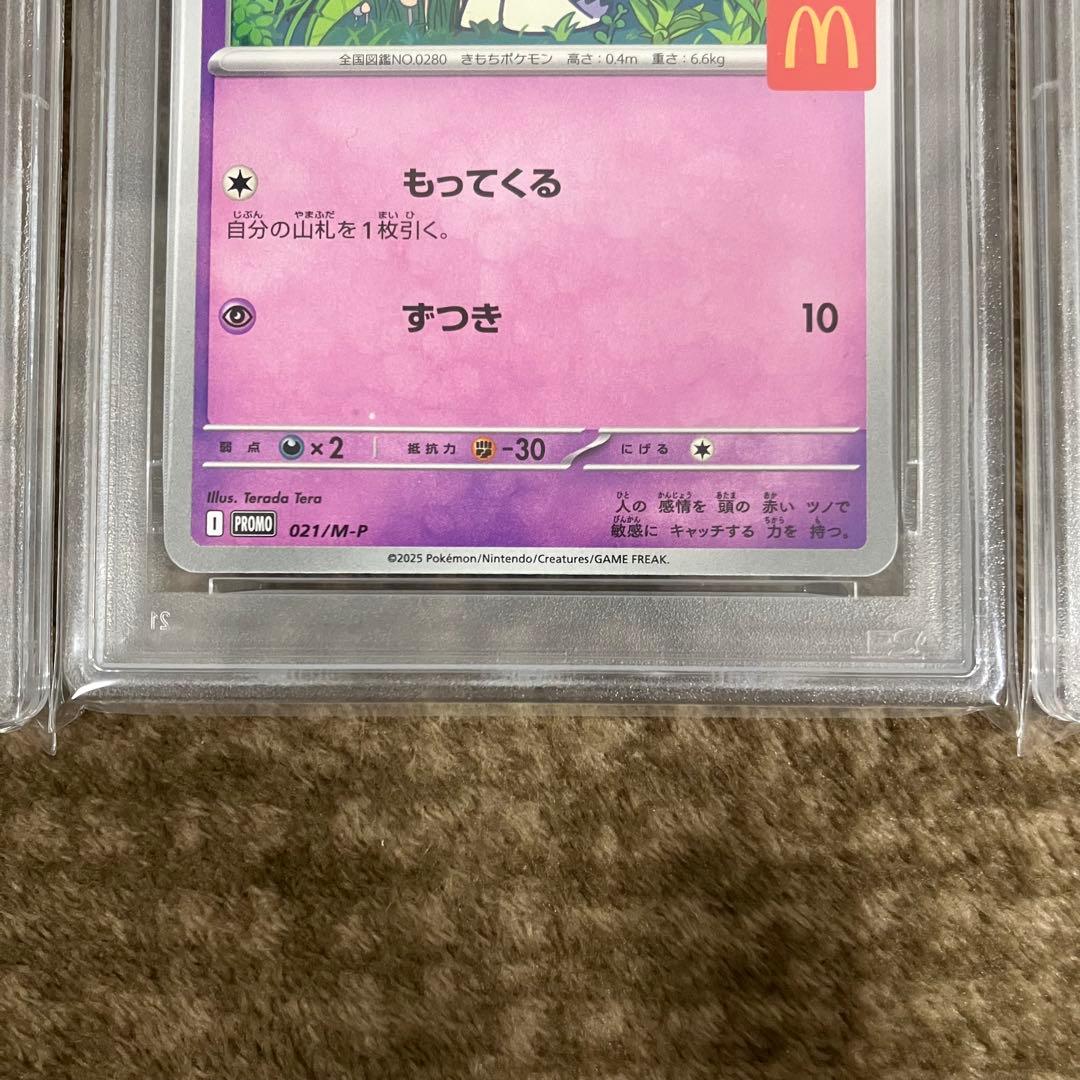 全国図鑑NO.0280 きもちポケモン 高さ:0.4m 重さ:6.6kg
もってくる
じぶん やまふだ まい ひ
自分の山札を1枚引く。
ずつき 10
弱点 ×2 抵抗力 -30 にげる
Illus. Terada Tera
ひと かんじょう あたま あか
人の 感情を 頭の 赤い ツノで
びんかん ちから も
敏感に キャッチする 力を 持つ。
I PROMO 021/M-P
©2025 Pokémon/Nintendo/Creatures/GAME FREAK.
21